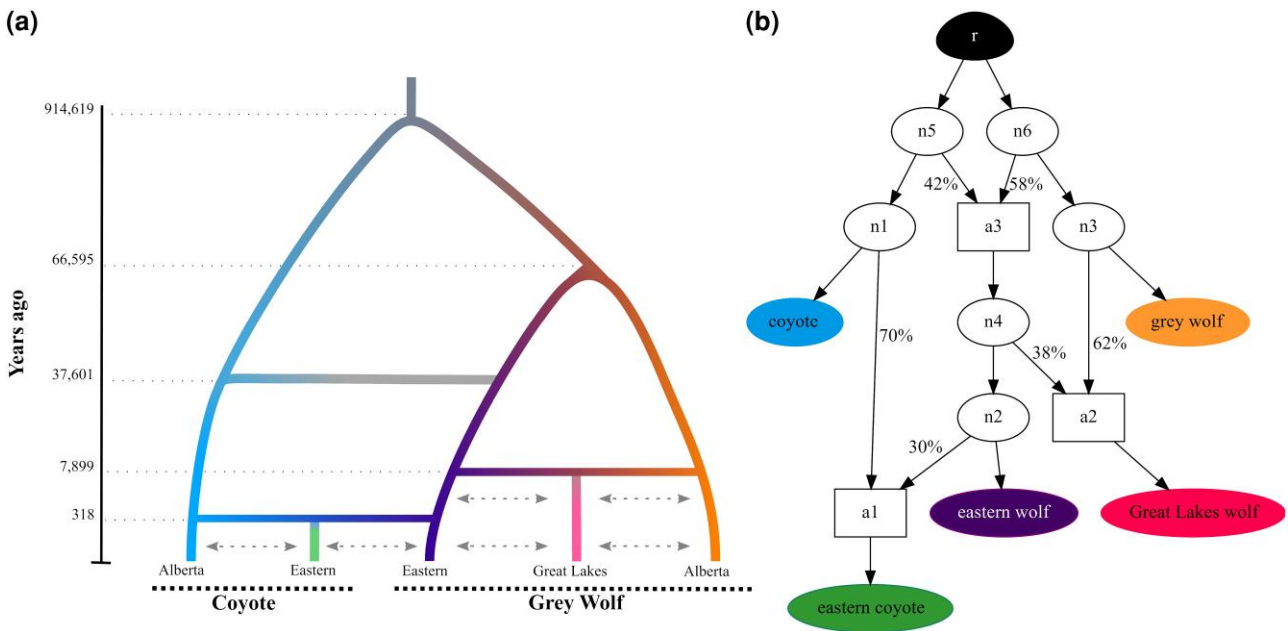 (a)
Years ago
914,619
66,595
37,601
7,899
318
Alberta Eastern Eastern Great Lakes Alberta
Coyote Grey Wolf
(b)
r
n5 n6
42% 58%
n1 a3 n3
coyote n4 grey wolf
70% 38% 62%
n2 a2
30%
a1 eastern wolf Great Lakes wolf
eastern coyote